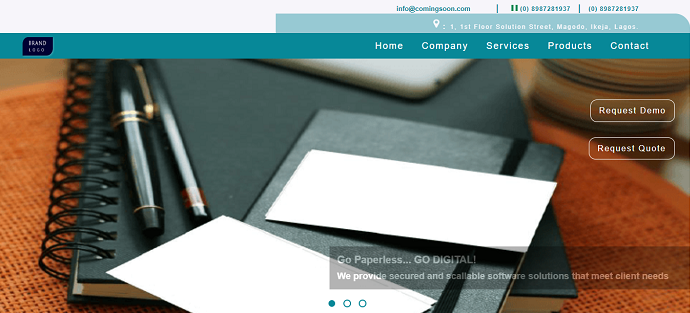 info@comingsoon.com | (0) 8987281937 | (0) 8987281937
: 1, 1st Floor Solution Street, Magodo, Ikeja, Lagos.
BRAND
LOGO
Home Company Services Products Contact
Request Demo
Request Quote
Go Paperless... GO DIGITAL!
We provide secured and scallable software solutions that meet client needs